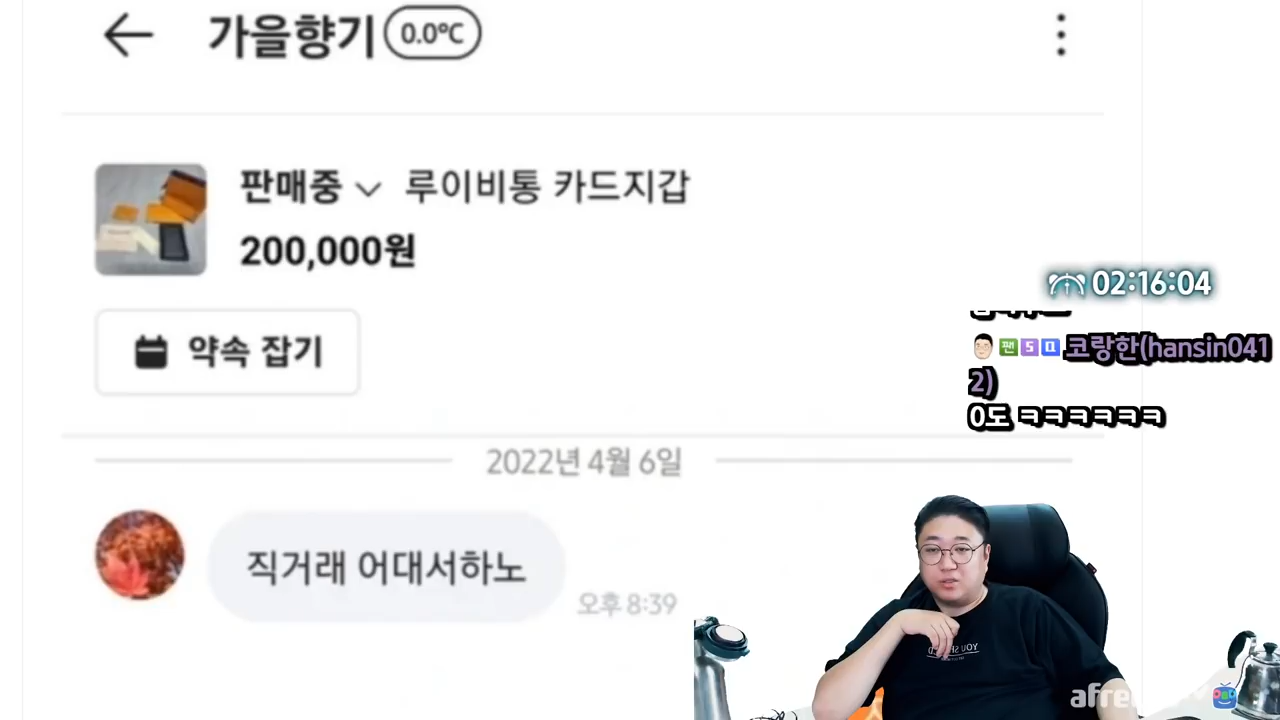 가을향기 0.0℃
판매중 루이비통 카드지갑
200,000원
약속 잡기
2022년 4월 6일
직거래 어대서하노
오후 8:39
02:16:04
팬 5 코랑한(hansin041
2)
0도 ㅋㅋㅋㅋㅋㅋ